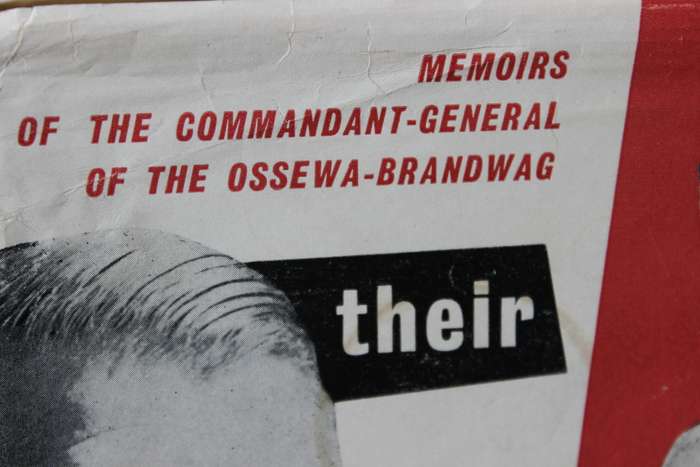 MEMOIRS
OF THE COMMANDANT-GENERAL
OF THE OSSEWA-BRANDWAG
their